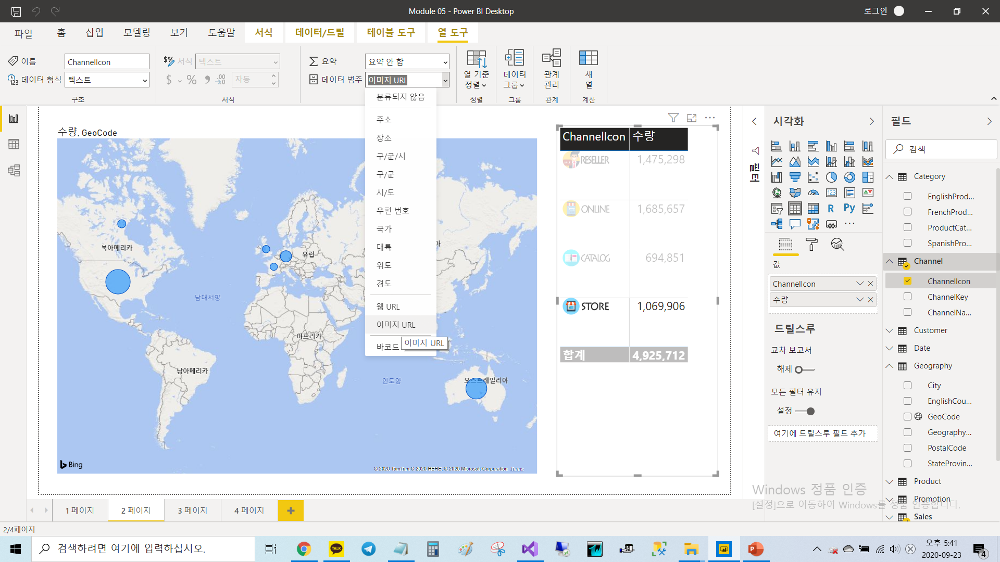 Module 05 - Power BI Desktop
로그인
파일
홈
삽입
모델링
보기
도움말
서식
데이터/드릴
테이블 도구
열 도구
이름
ChannelIcon
데이터 형식
텍스트
구조
서식
텍스트
$ % 9 .00
자동
서식
요약
요약 안 함
데이터 범주
이미지 URL
열 기준
정렬
정렬
데이터
그룹
그룹
관계
관리
관계
새
열
계산
분류되지 않음
주소
장소
구/군/시
구/군
시/도
우편 번호
국가
대륙
위도
경도
웹 URL
이미지 URL
바코드
이미지 URL
수량, GeoCode
북아메리카
유럽
남대서양
아프리카
남아메리카
인도양
오스트레일리아
Bing
© 2020 TomTom © 2020 HERE, © 2020 Microsoft Corporation Terms
ChannelIcon 수량
RESELLER 1,475,298
ONLINE 1,685,657
CATALOG 694,851
STORE 1,069,906
합계 4,925,712
필터
시각화
123
R
Py
값
ChannelIcon
수량
드릴스루
교차 보고서
해제
모든 필터 유지
설정
여기에 드릴스루 필드 추가
필드
검색
Category
EnglishProd...
FrenchProd...
ProductCat...
SpanishPro...
Channel
ChannelIcon
ChannelKey
ChannelNa...
Customer
Date
Geography
City
EnglishCou...
GeoCode
Geography...
PostalCode
StateProvin...
Product
Promotion
Sales
Windows 정품 인증
[설정]으로 이동하여 Windows를 정품 인증합니다.
1 페이지
2 페이지
3 페이지
4 페이지
2/4페이지
검색하려면 여기에 입력하십시오.
TALK
오후 5:41
2020-09-23
4